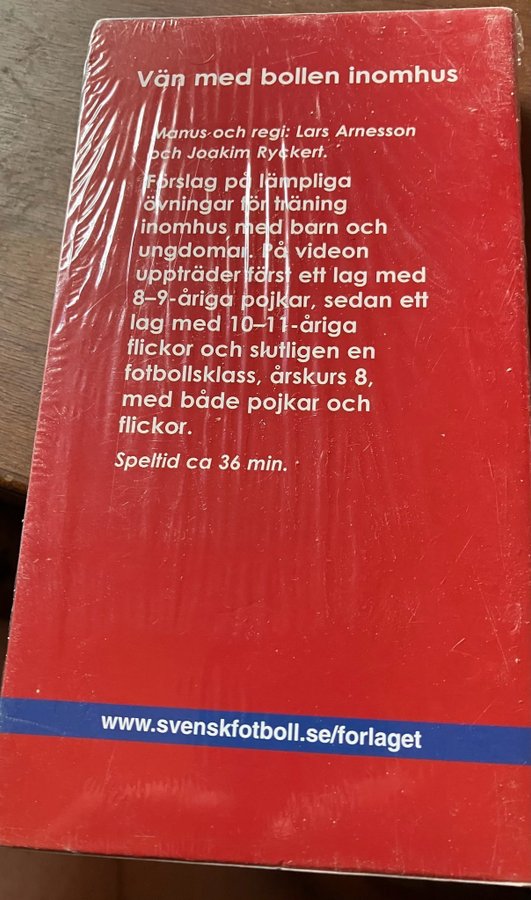 Vän med bollen inomhus
Manus och regi: Lars Arnesson
och Joakim Ryckert.
Förslag på lämpliga
övningar för träning
inomhus med barn och
ungdomar. På videon
uppträder först ett lag med
8–9-åriga pojkar, sedan ett
lag med 10–11-åriga
flickor och slutligen en
fotbollsklass, årskurs 8,
med både pojkar och
flickor.
Speltid ca 36 min.
www.svenskfotboll.se/forlaget